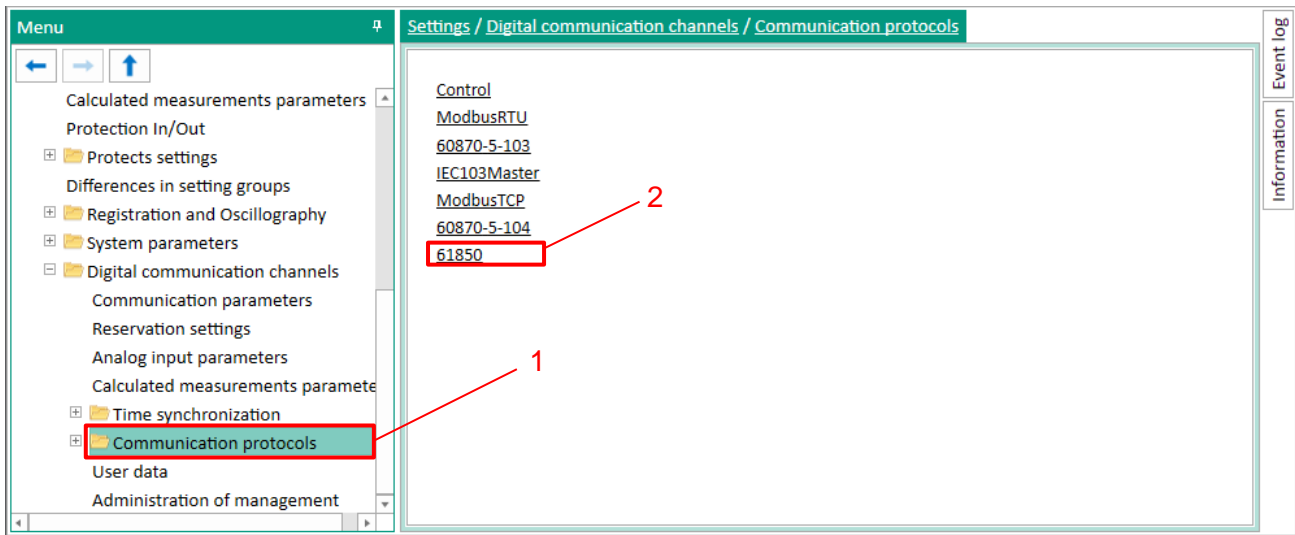 Menu
Calculated measurements parameters
Protection In/Out
Protects settings
Differences in setting groups
Registration and Oscillography
System parameters
Digital communication channels
Communication parameters
Reservation settings
Analog input parameters
Calculated measurements paramete
Time synchronization
Communication protocols
User data
Administration of management
1
Settings / Digital communication channels / Communication protocols
Control
ModbusRTU
60870-5-103
IEC103Master
ModbusTCP
60870-5-104
61850
2
Event log
Information